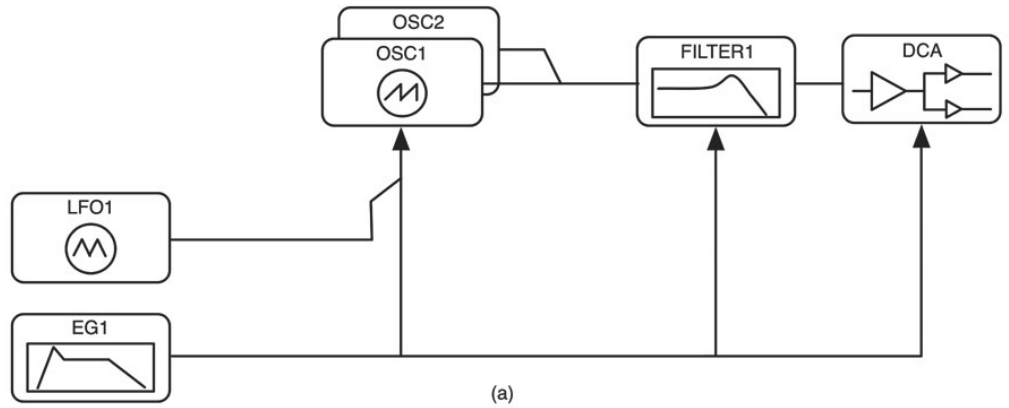 OSC2
OSC1
FILTER1
DCA
LFO1
EG1
(a)